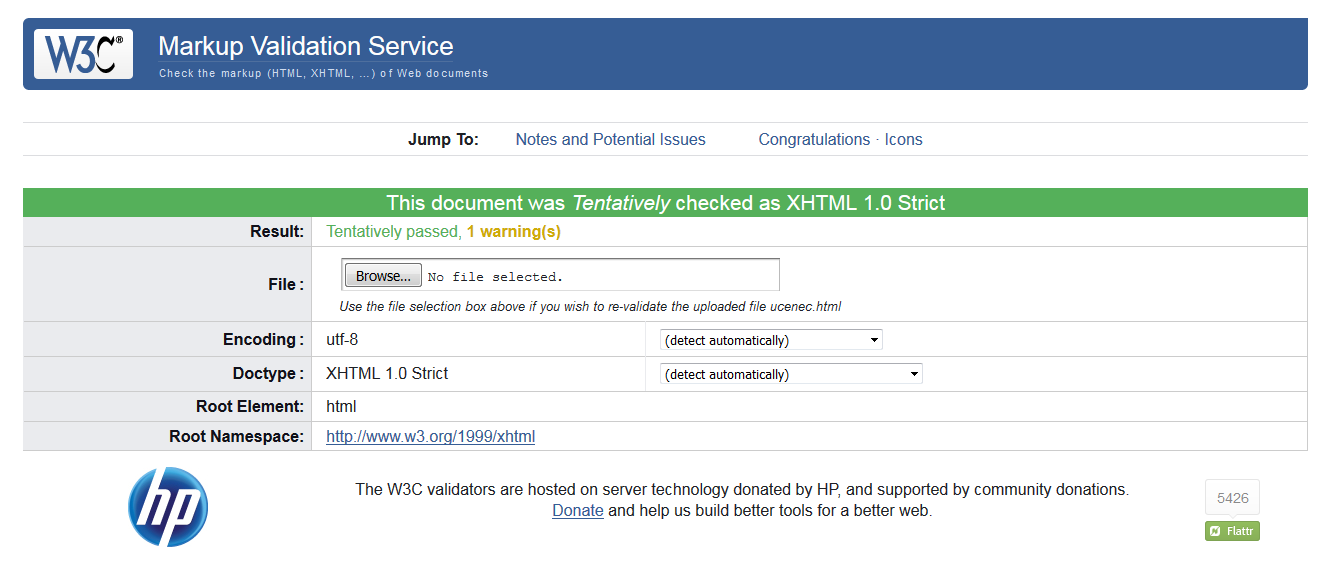 W3C®
Markup Validation Service
Check the markup (HTML, XHTML, …) of Web documents
Jump To: Notes and Potential Issues Congratulations · Icons
This document was Tentatively checked as XHTML 1.0 Strict
Result: Tentatively passed, 1 warning(s)
File : Browse... No file selected.
Use the file selection box above if you wish to re-validate the uploaded file ucenec.html
Encoding : utf-8 (detect automatically)
Doctype : XHTML 1.0 Strict (detect automatically)
Root Element: html
Root Namespace: http://www.w3.org/1999/xhtml
hp
The W3C validators are hosted on server technology donated by HP, and supported by community donations.
Donate and help us build better tools for a better web.
5426
Flattr